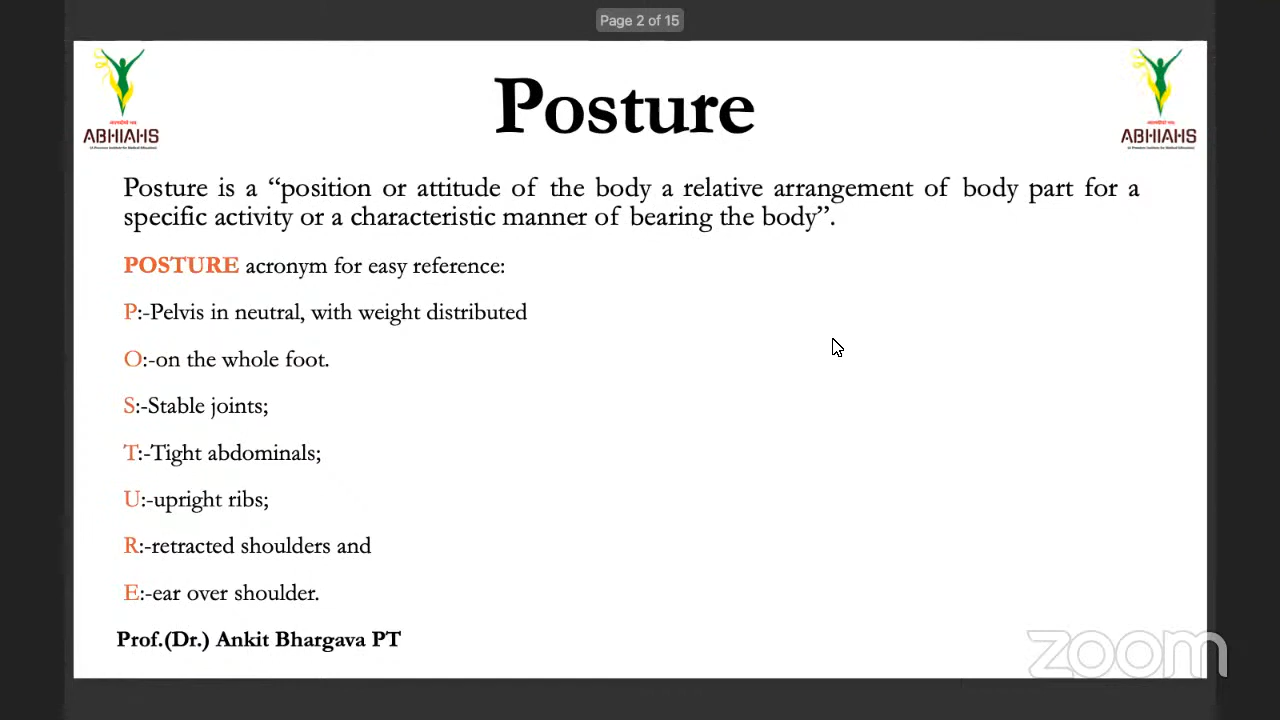 Page 2 of 15
ABHIAHS
ABHIAHS
Posture
Posture is a “position or attitude of the body a relative arrangement of body part for a
specific activity or a characteristic manner of bearing the body”.
POSTURE acronym for easy reference:
P:-Pelvis in neutral, with weight distributed
O:-on the whole foot.
S:-Stable joints;
T:-Tight abdominals;
U:-upright ribs;
R:-retracted shoulders and
E:-ear over shoulder.
Prof.(Dr.) Ankit Bhargava PT
zoom